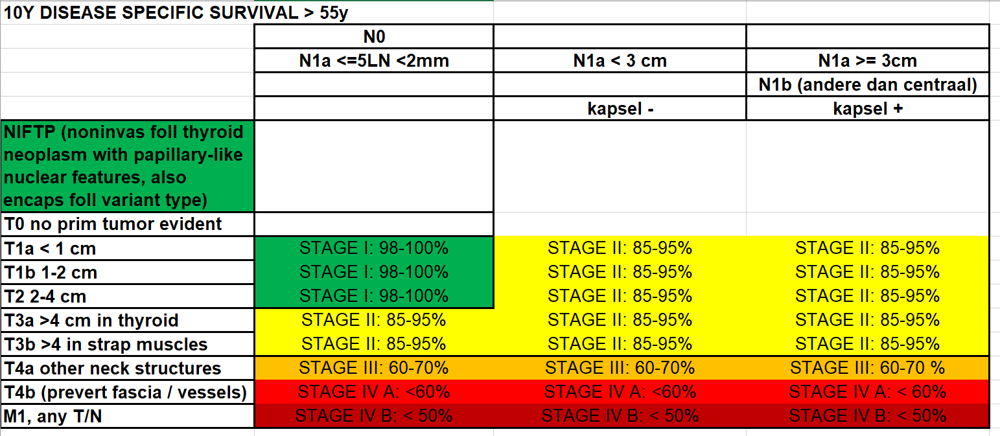 10Y DISEASE SPECIFIC SURVIVAL > 55y
N0
N1a <=5LN <2mm N1a < 3 cm N1a >= 3cm
N1b (andere dan centraal)
kapsel - kapsel +
NIFTP (noninvas foll thyroid
neoplasm with papillary-like
nuclear features, also
encaps foll variant type)
T0 no prim tumor evident
T1a < 1 cm STAGE I: 98-100% STAGE II: 85-95% STAGE II: 85-95%
T1b 1-2 cm STAGE I: 98-100% STAGE II: 85-95% STAGE II: 85-95%
T2 2-4 cm STAGE I: 98-100% STAGE II: 85-95% STAGE II: 85-95%
T3a >4 cm in thyroid STAGE II: 85-95% STAGE II: 85-95% STAGE II: 85-95%
T3b >4 in strap muscles STAGE II: 85-95% STAGE II: 85-95% STAGE II: 85-95%
T4a other neck structures STAGE III: 60-70% STAGE III: 60-70% STAGE III: 60-70 %
T4b (prevert fascia / vessels) STAGE IV A: <60% STAGE IV A: <60% STAGE IV A: < 60%
M1, any T/N STAGE IV B: < 50% STAGE IV B: < 50% STAGE IV B: < 50%